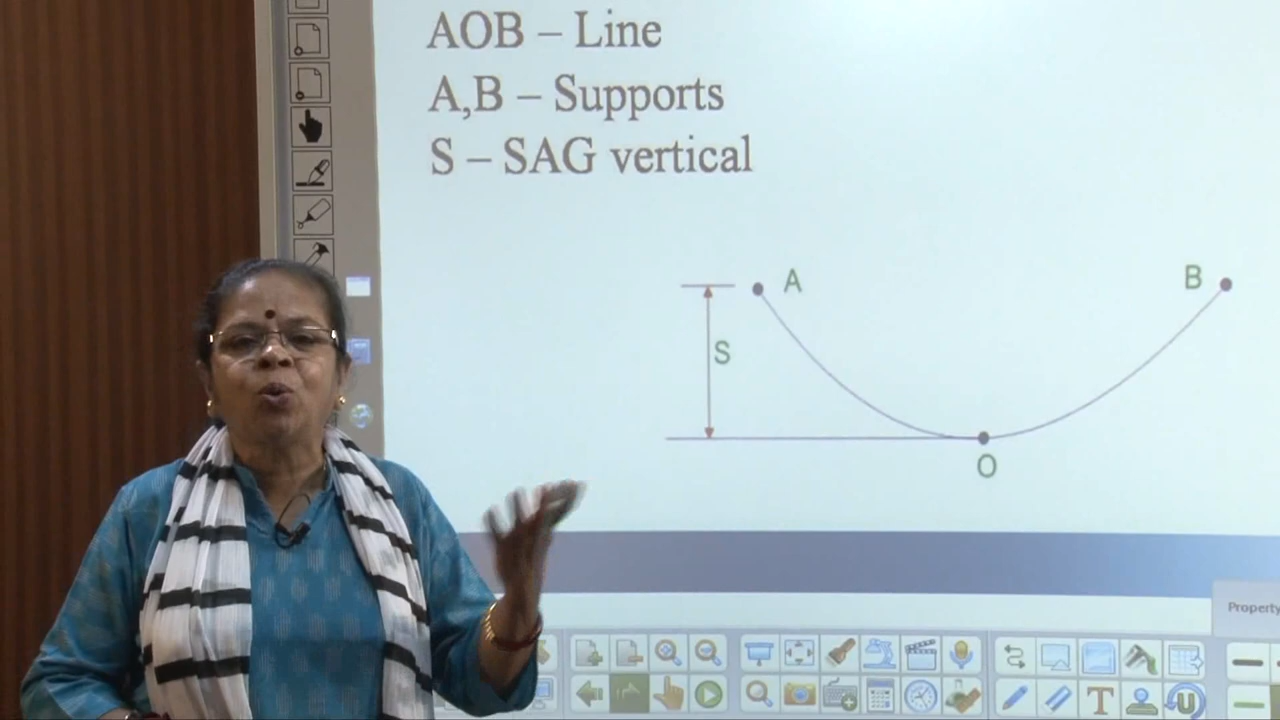 AOB – Line
A,B – Supports
S – SAG vertical
A
B
S
O
Property